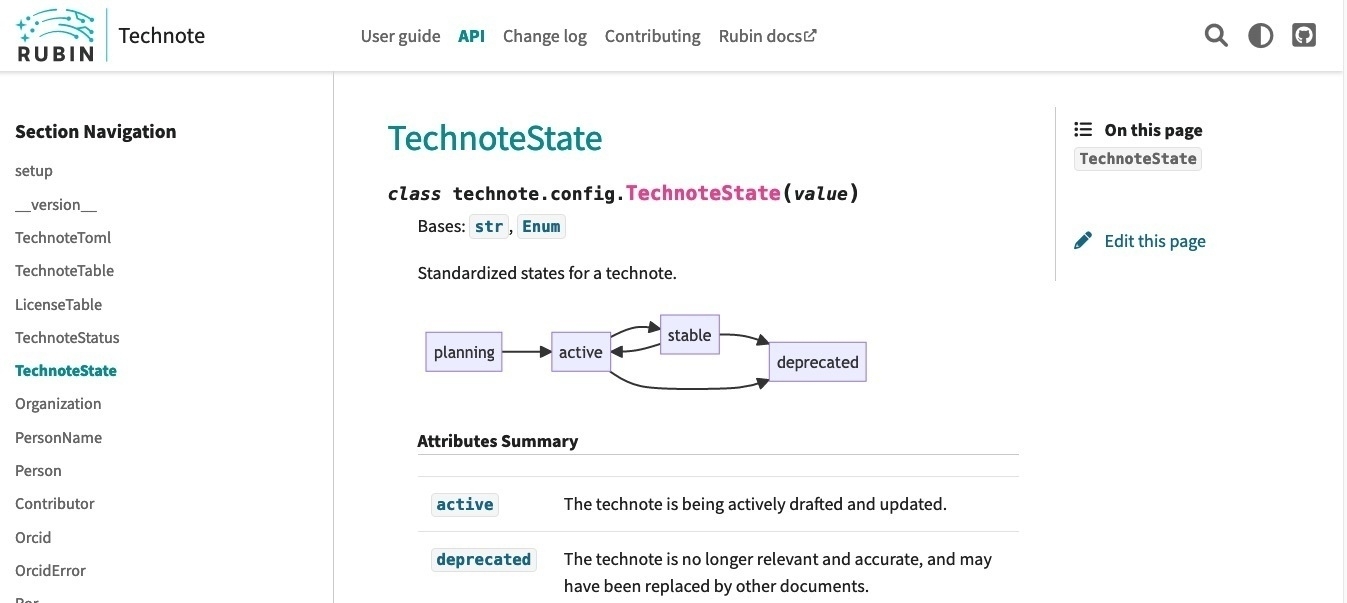 RUBIN
Technote
User guide API Change log Contributing Rubin docs
Section Navigation
setup
__version__
TechnoteToml
TechnoteTable
LicenseTable
TechnoteStatus
TechnoteState
Organization
PersonName
Person
Contributor
Orcid
OrcidError
TechnoteState
class technote.config.TechnoteState(value)
Bases: str, Enum
Standardized states for a technote.
planning
active
stable
deprecated
Attributes Summary
active The technote is being actively drafted and updated.
deprecated The technote is no longer relevant and accurate, and may
have been replaced by other documents.
On this page
TechnoteState
Edit this page